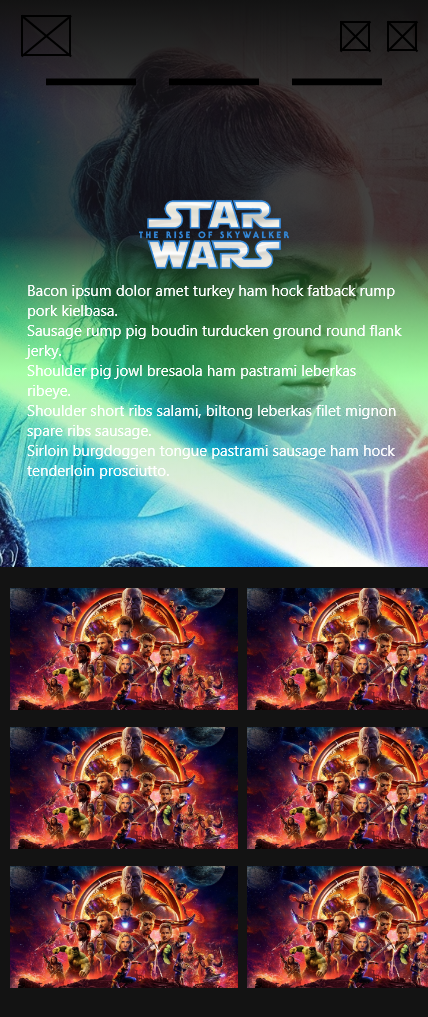 STAR
THE RISE OF SKYWALKER
WARS
Bacon ipsum dolor amet turkey ham hock fatback rump
pork kielbasa.
Sausage rump pig boudin turducken ground round flank
jerky.
Shoulder pig jowl bresaola ham pastrami leberkas
ribeye.
Shoulder short ribs salami, biltong leberkas filet mignon
spare ribs sausage.
Sirloin burgdoggen tongue pastrami sausage ham hock
tenderloin prosciutto.